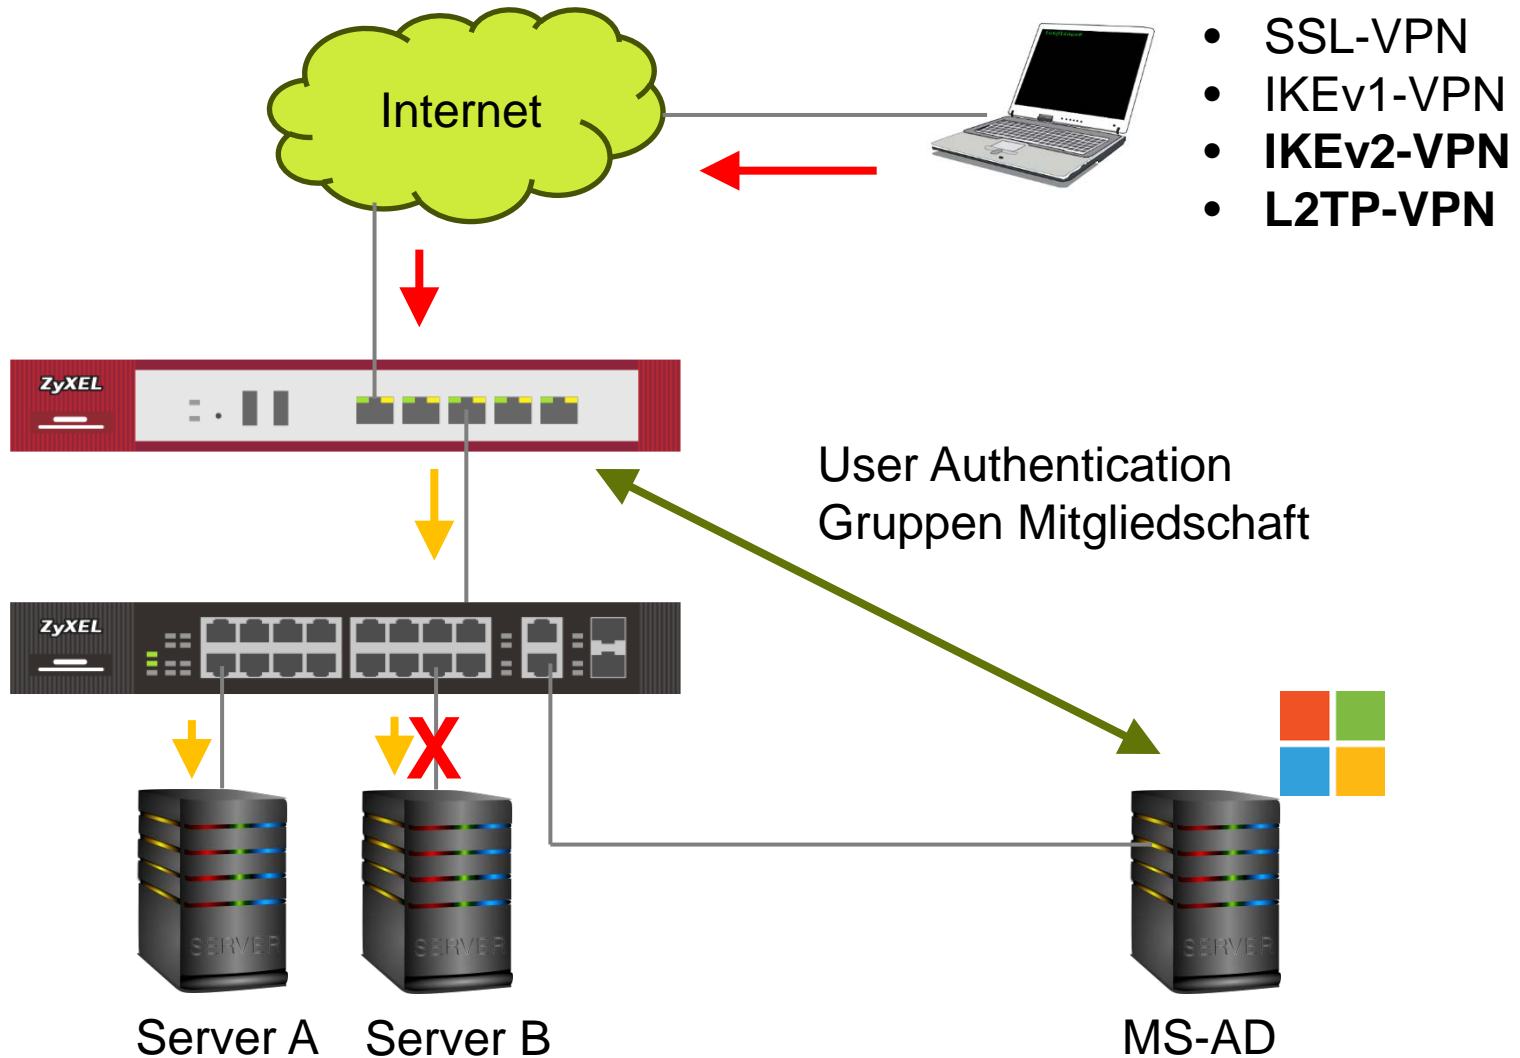 Internet
• SSL-VPN
• IKEv1-VPN
• IKEv2-VPN
• L2TP-VPN
ZyXEL
User Authentication
Gruppen Mitgliedschaft
ZyXEL
X
SERVER
SERVER
SERVER
Server A
Server B
MS-AD